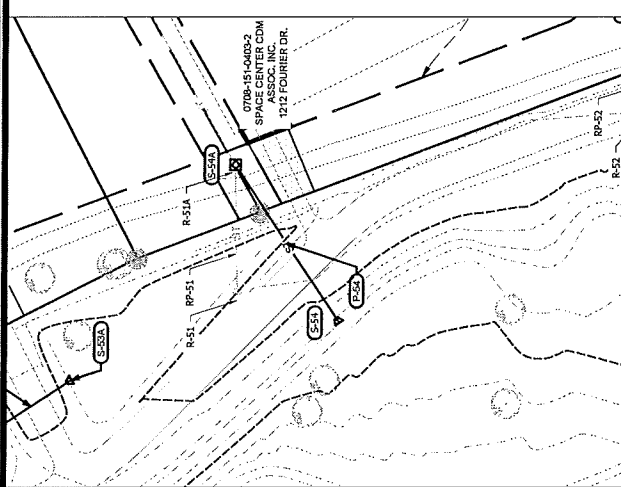 0708-151-0403-2
SPACE CENTER CDM
ASSOC. INC.
1212 FOURIER DR.
S-54A
R-51A
RP-51
R-51
P-54
S-54
S-53A
RP-52
R-52